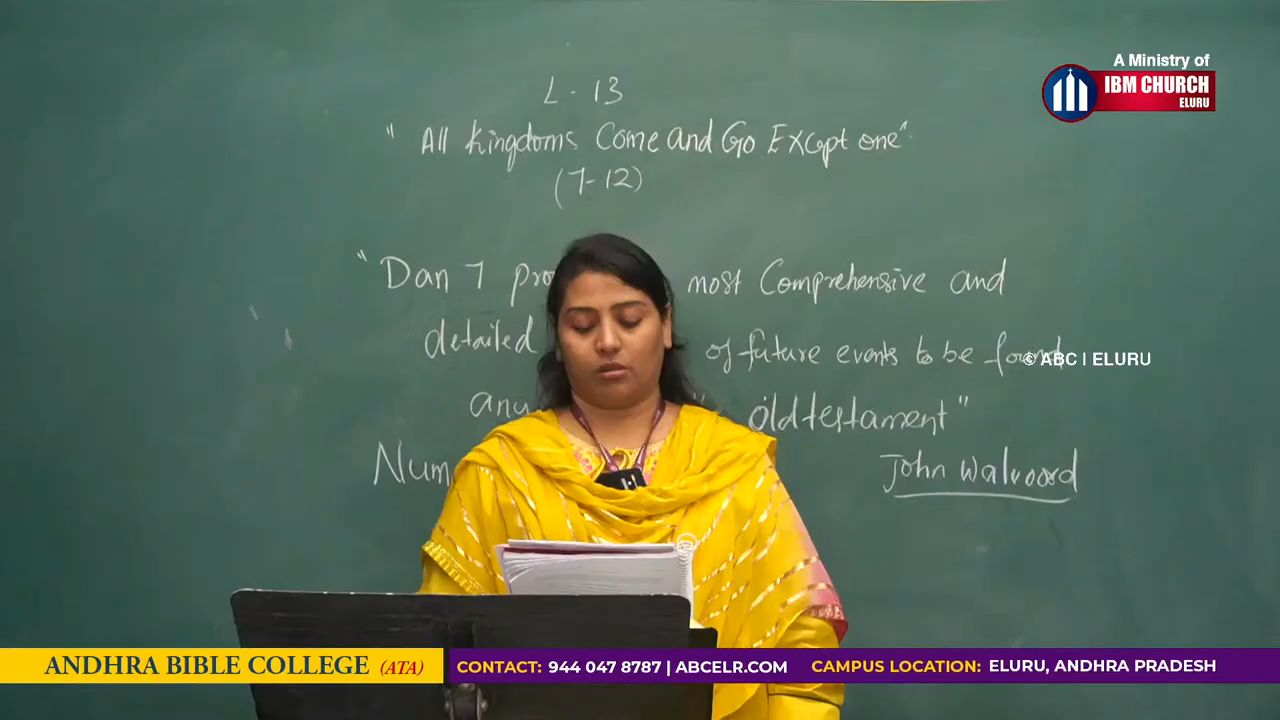 A Ministry of
IBM CHURCH
ELURU
L - 13
" All Kingdoms Come and Go Except one"
(7-12)
"Dan 7 pro most Comprehensive and
detailed of future events to be found
© ABC | ELURU
any " oldtestament"
Num
John Walvoord
ANDHRA BIBLE COLLEGE (ATA)
CONTACT: 944 047 8787 | ABCELR.COM CAMPUS LOCATION: ELURU, ANDHRA PRADESH